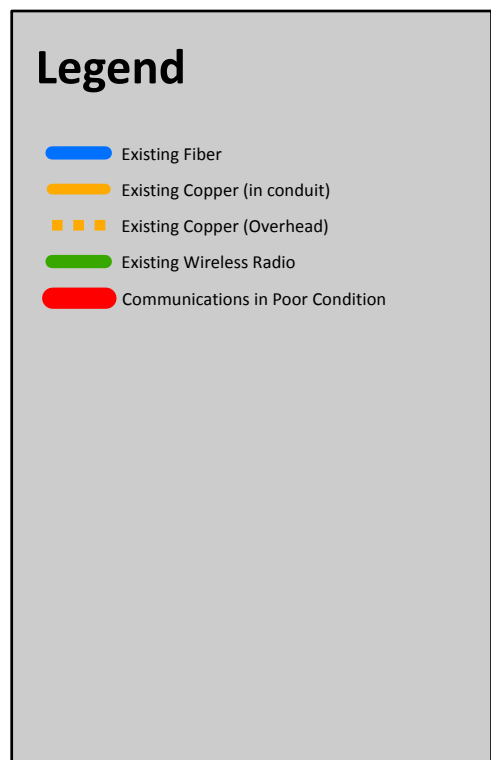 Legend
Existing Fiber
Existing Copper (in conduit)
Existing Copper (Overhead)
Existing Wireless Radio
Communications in Poor Condition